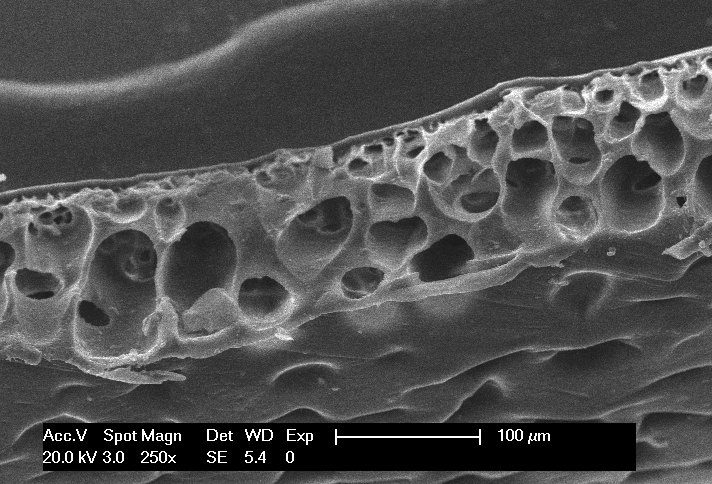 Acc.V Spot Magn Det WD Exp 100 µm
20.0 kV 3.0 250x SE 5.4 0